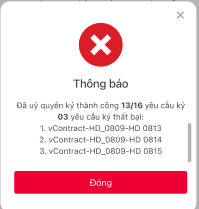 Thông báo
Đã uỷ quyền ký thành công 13/16 yêu cầu ký
03 yêu cầu ký thất bại:
1. vContract-HD_0809-HD 0813
2. vContract-HD_0809-HD 0814
3. vContract-HD_0809-HD 0815
Đóng